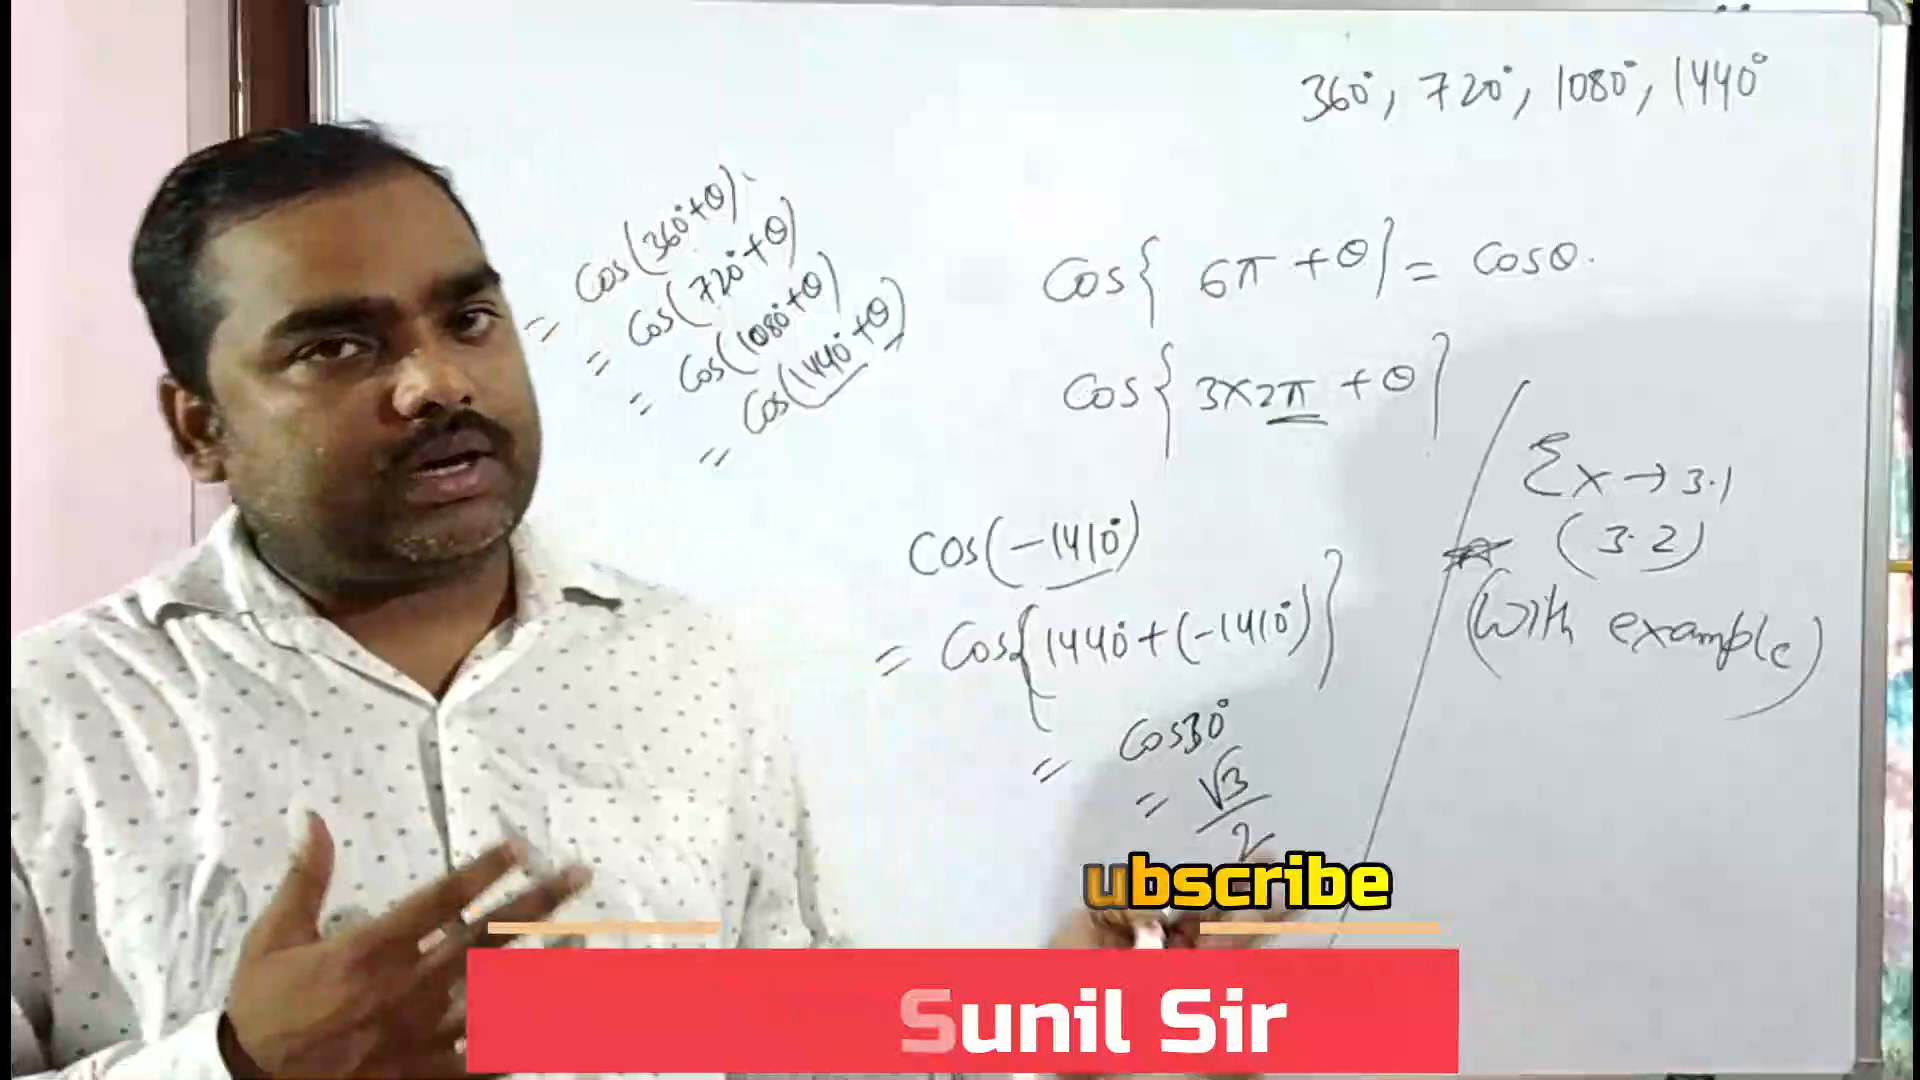 360°, 720°, 1080°, 1440°
Cos(360°+θ)
= Cos(720°+θ)
= Cos(1080°+θ)
= Cos(1440°+θ)
=
Cos{ 6π + θ} = Cosθ.
Cos{ 3×2π + θ}
Cos(-1410°)
= Cos{1440°+(-1410°)}
= Cos30°
= √3/2
Ex → 3.1
(3.2)
(With example)
ubscribe
Sunil Sir